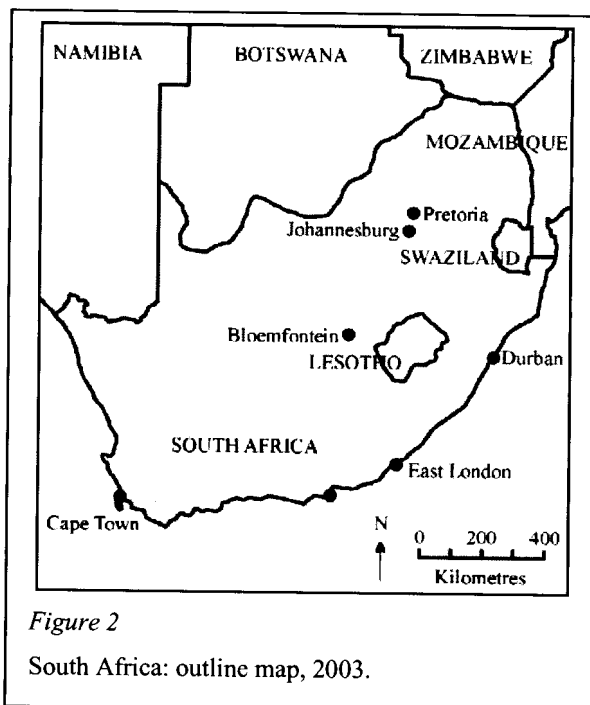 NAMIBIA
BOTSWANA
ZIMBABWE
MOZAMBIQUE
Pretoria
Johannesburg
SWAZILAND
Bloemfontein
LESOTHO
Durban
SOUTH AFRICA
East London
Cape Town
N
0 200 400
Kilometres
Figure 2
South Africa: outline map, 2003.